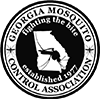 GEORGIA MOSQUITO
fighting the bite
established 1977
CONTROL ASSOCIATION